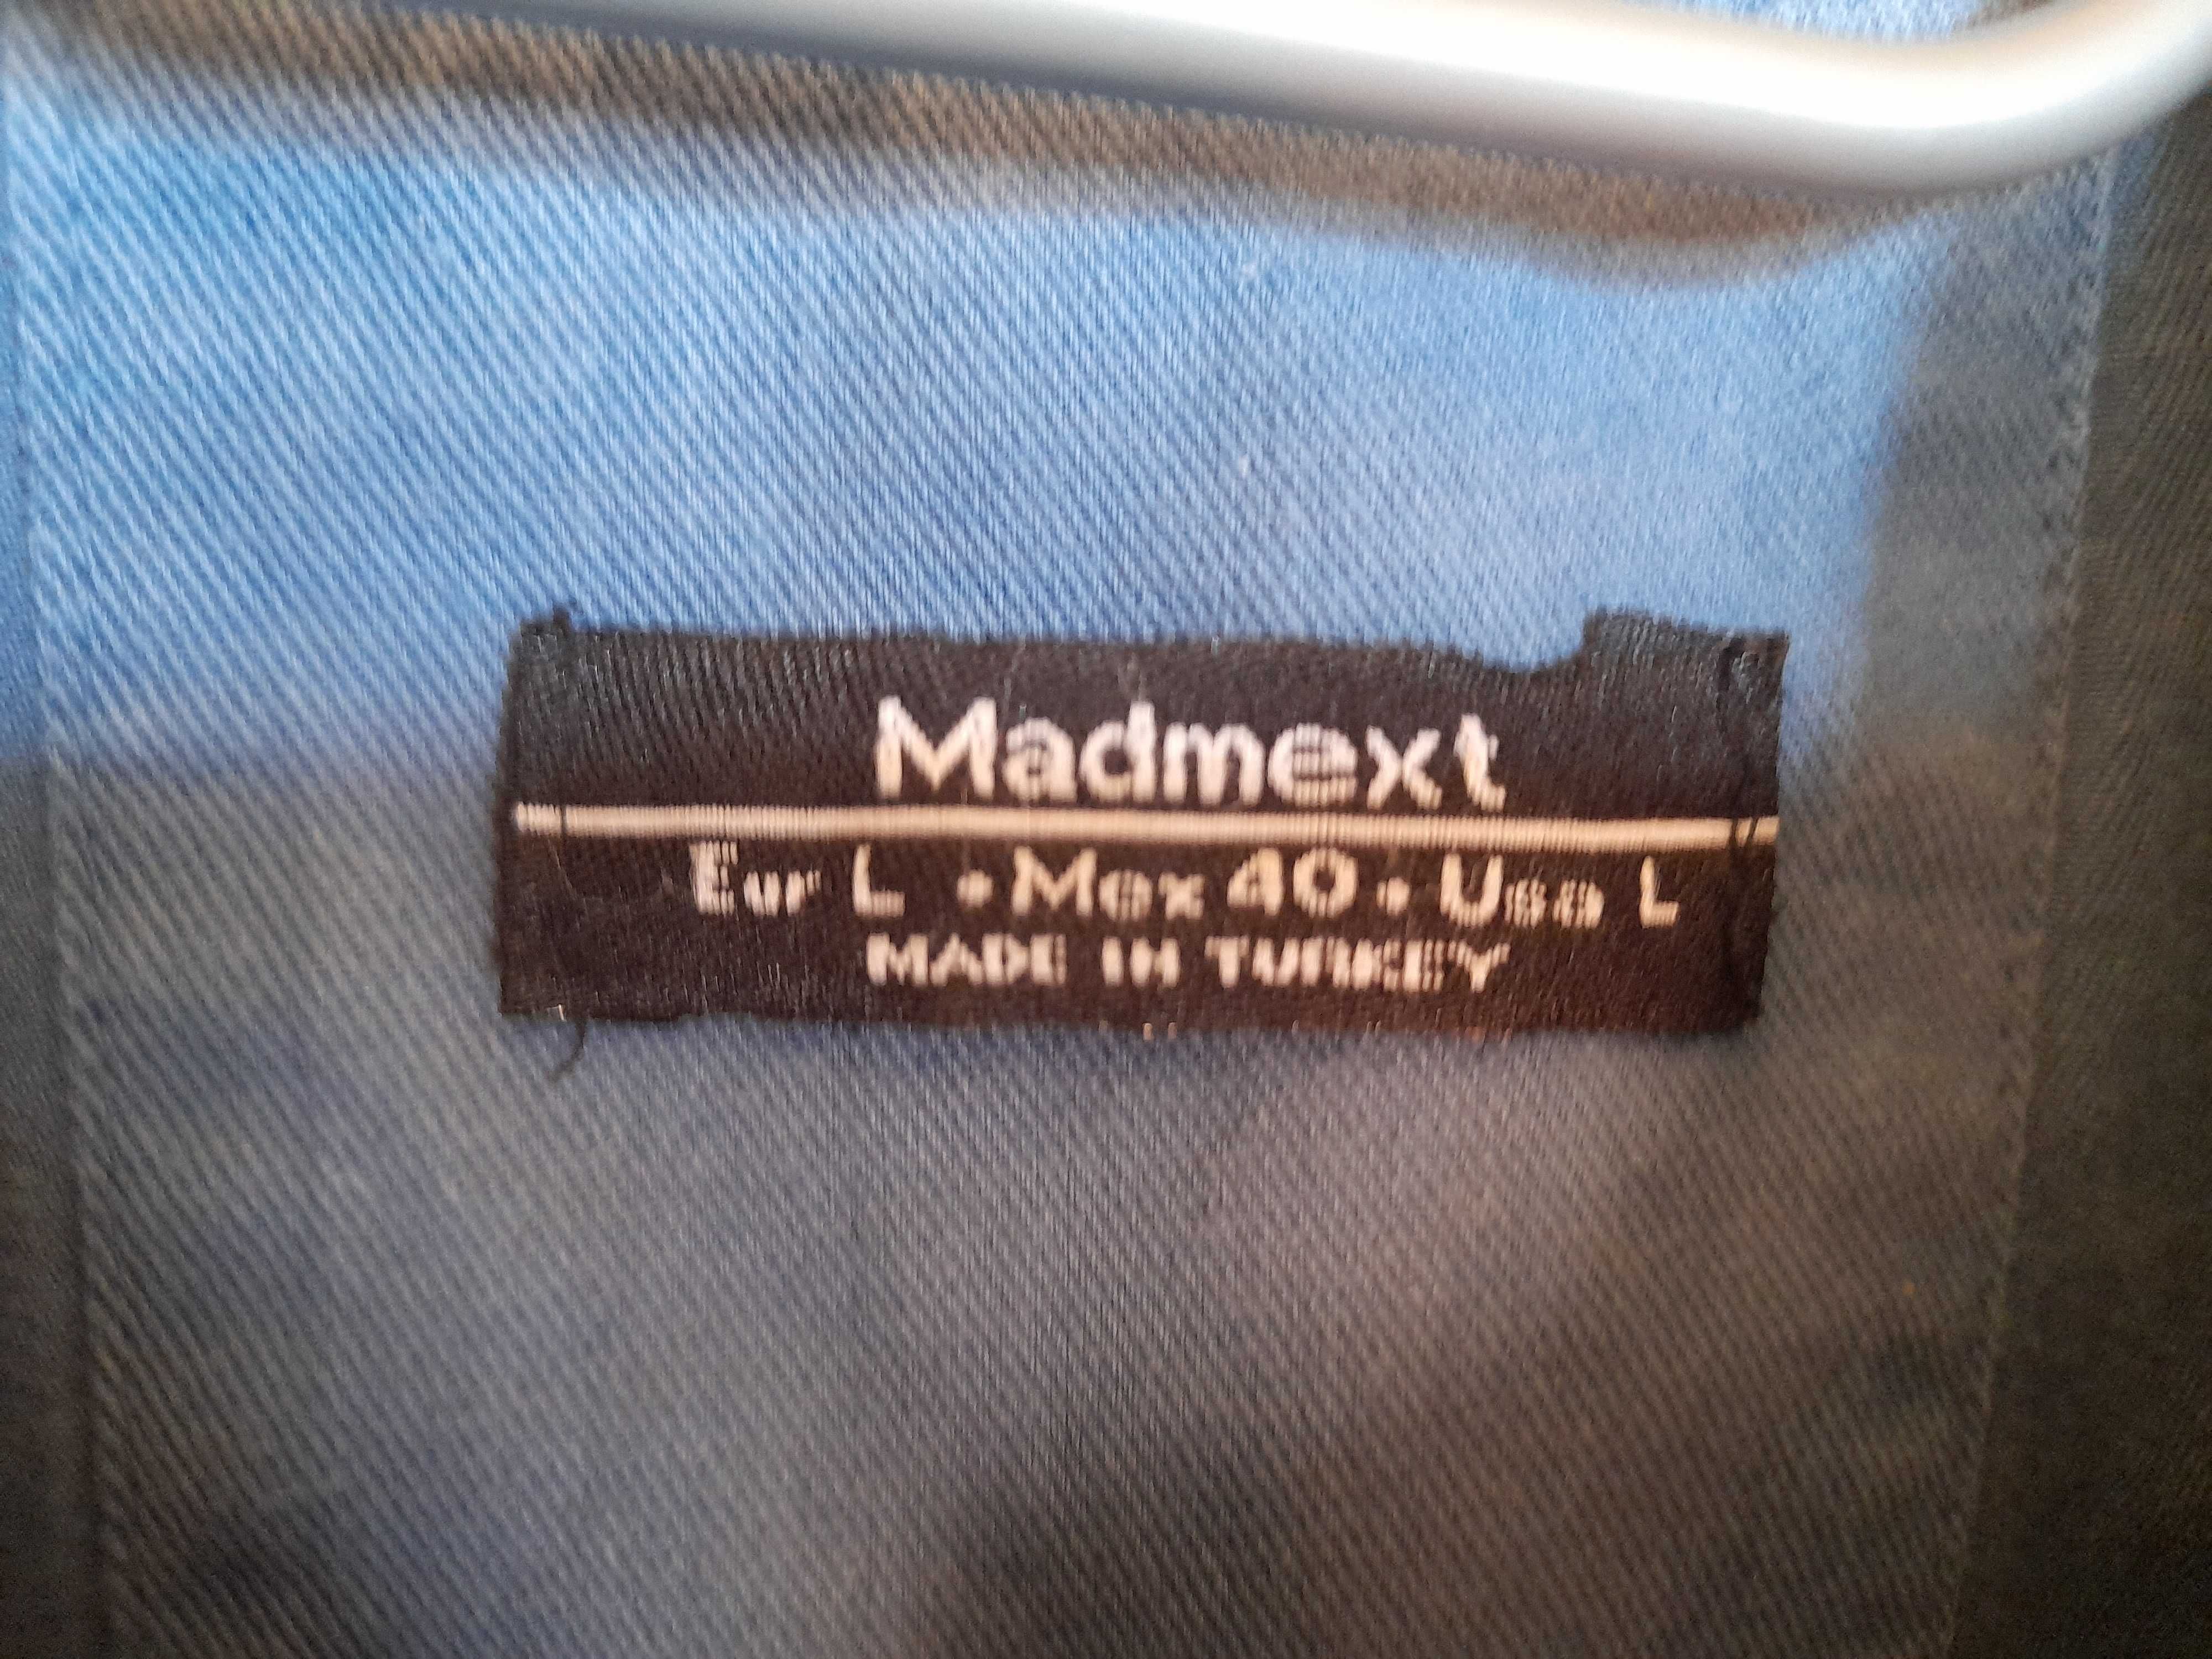 Madmext
Eur L • Mex 40 • Usa L
MADE IN TURKEY